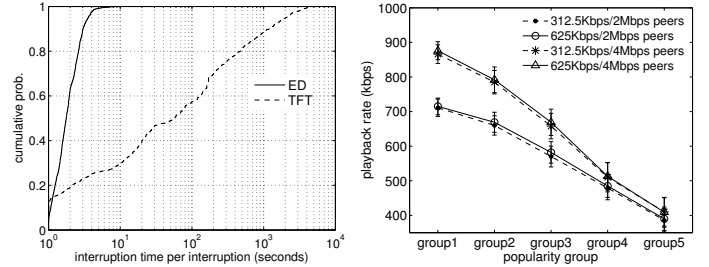 1
0.8
0.6
0.4
0.2
0
cumulative prob.
ED
TFT
10^0
10^1
10^2
10^3
10^4
interruption time per interruption (seconds)
1000
900
800
700
600
500
400
playback rate (kbps)
312.5Kbps/2Mbps peers
625Kbps/2Mbps peers
312.5Kbps/4Mbps peers
625Kbps/4Mbps peers
group1
group2
group3
group4
group5
popularity group